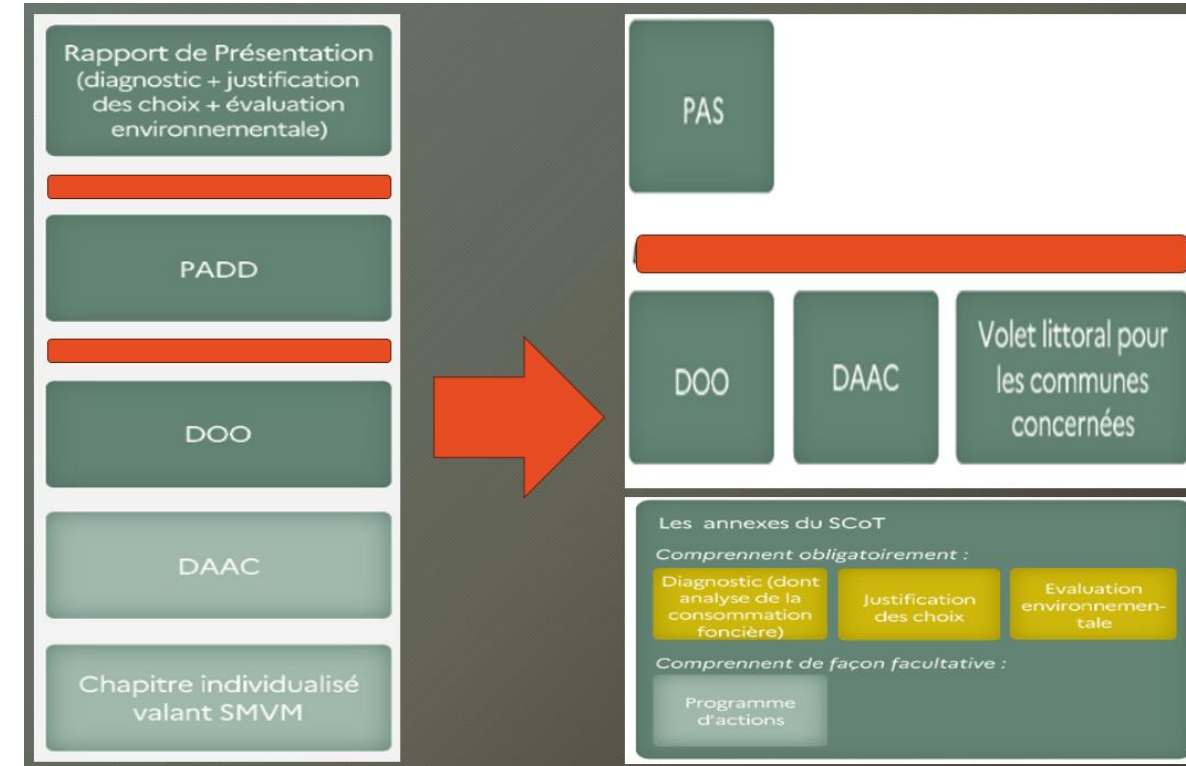 Rapport de Présentation
(diagnostic + justification
des choix + évaluation
environnementale)
PADD
DOO
DAAC
Chapitre individualisé
valant SMVM
PAS
DOO
DAAC
Volet littoral pour
les communes
concernées
Les annexes du SCoT
Comprennent obligatoirement :
Diagnostic (dont
analyse de la
consommation
foncière)
Justification
des choix
Evaluation
environnemen-
tale
Comprennent de façon facultative :
Programme
d'actions